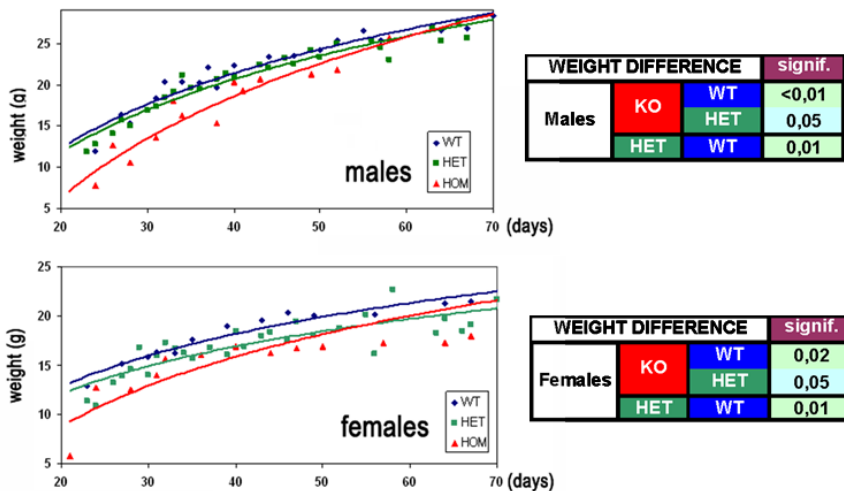 25
20
15
10
5
weight (g)
WT
HET
HOM
males
20 30 40 50 60 70 (days)
WEIGHT DIFFERENCE signif.
Males KO WT <0,01
HET 0,05
HET WT 0,01
25
20
15
10
5
weight (g)
WT
HET
HOM
females
20 30 40 50 60 70 (days)
WEIGHT DIFFERENCE signif.
Females KO WT 0,02
HET 0,05
HET WT 0,01